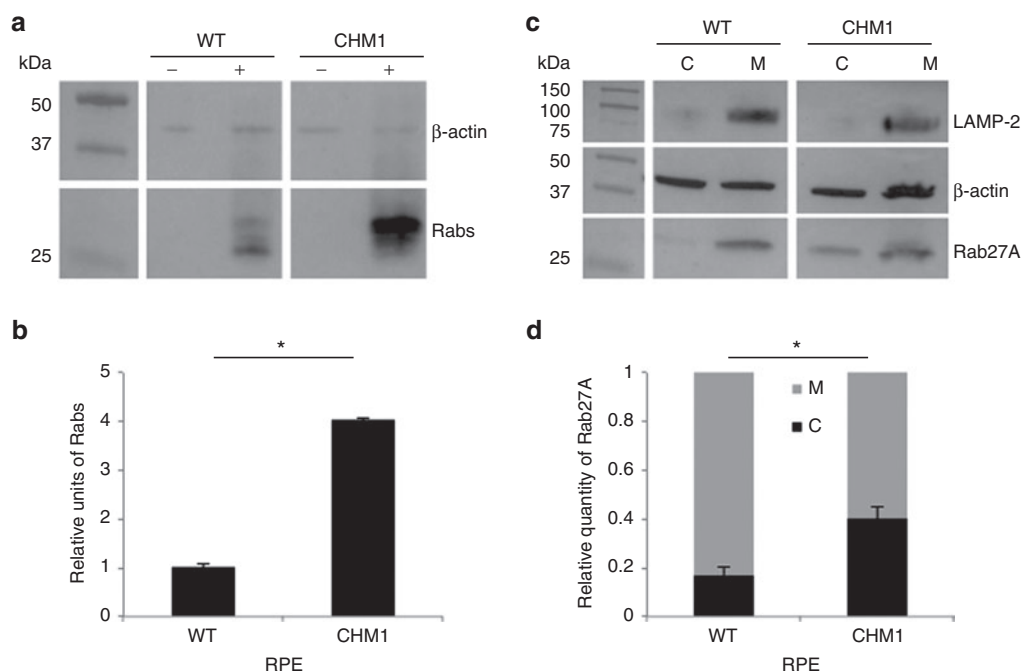 a
WT CHM1
kDa − + − +
50
β-actin
37
Rabs
25
b
*
5
4
3
2
1
0
Relative units of Rabs
WT CHM1
RPE
c
WT CHM1
kDa C M C M
150
100
75
LAMP-2
50
37
β-actin
25
Rab27A
d
*
1
0.8
0.6
0.4
0.2
0
Relative quantity of Rab27A
M
C
WT CHM1
RPE